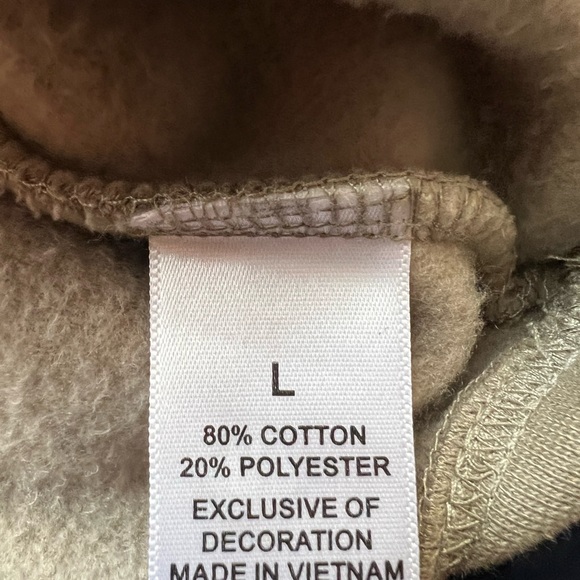 L
80% COTTON
20% POLYESTER
EXCLUSIVE OF
DECORATION
MADE IN VIETNAM